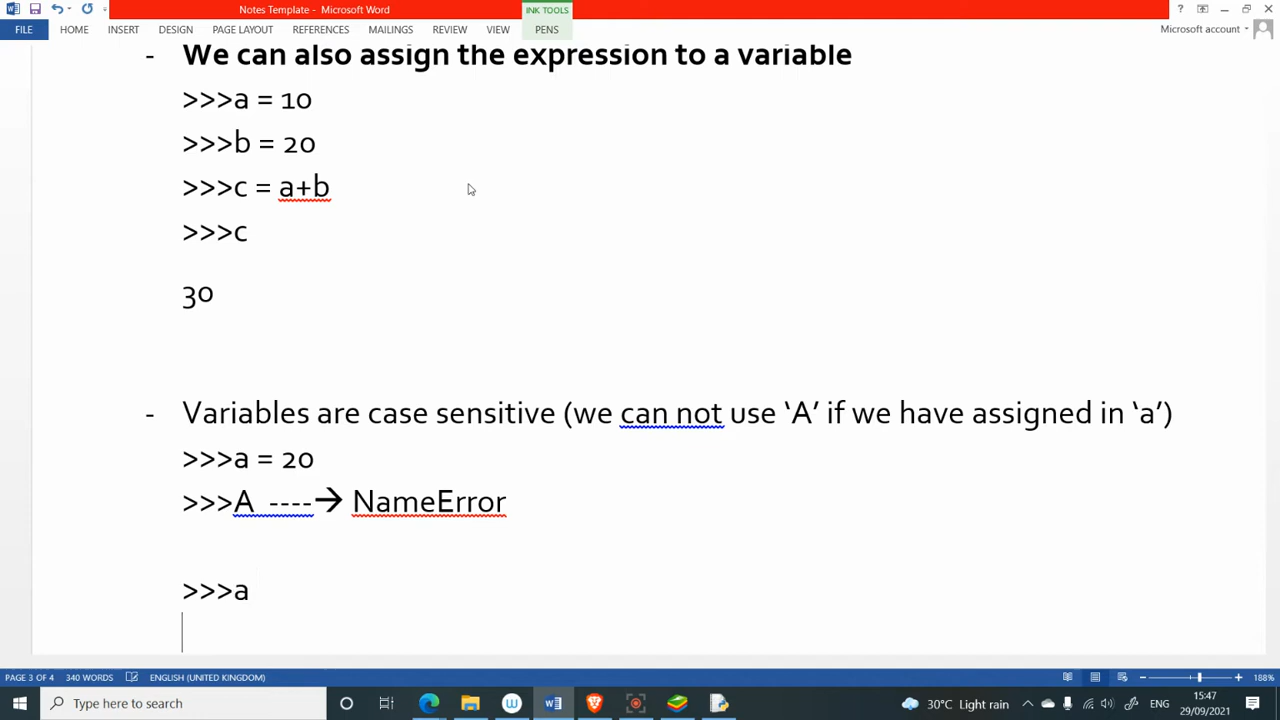 Notes Template - Microsoft Word
INK TOOLS
FILE HOME INSERT DESIGN PAGE LAYOUT REFERENCES MAILINGS REVIEW VIEW PENS
Microsoft account
- We can also assign the expression to a variable
>>>a = 10
>>>b = 20
>>>c = a+b
>>>c
30
- Variables are case sensitive (we can not use ‘A’ if we have assigned in ‘a’)
>>>a = 20
>>>A ----→ NameError
>>>a
PAGE 3 OF 4 340 WORDS ENGLISH (UNITED KINGDOM) 188%
Type here to search
30°C Light rain
ENG
15:47
29/09/2021